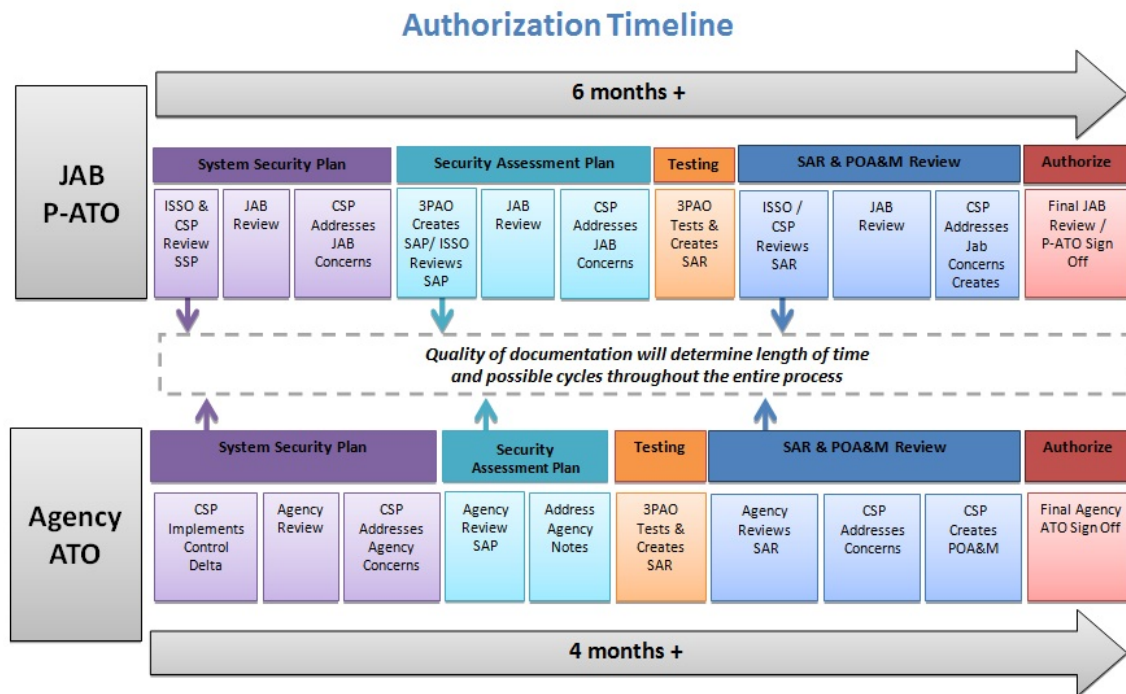 Authorization Timeline
6 months +
JAB
P-ATO
System Security Plan
Security Assessment Plan
Testing
SAR & POA&M Review
Authorize
ISSO &
CSP
Review
SSP
JAB
Review
CSP
Addresses
JAB
Concerns
3PAO
Creates
SAP/ ISSO
Reviews
SAP
JAB
Review
CSP
Addresses
JAB
Concerns
3PAO
Tests &
Creates
SAR
ISSO /
CSP
Reviews
SAR
JAB
Review
CSP
Addresses
Jab
Concerns
Creates
Final JAB
Review /
P-ATO Sign
Off
Quality of documentation will determine length of time
and possible cycles throughout the entire process
Agency
ATO
System Security Plan
Security
Assessment Plan
Testing
SAR & POA&M Review
Authorize
CSP
Implements
Control
Delta
Agency
Review
CSP
Addresses
Agency
Concerns
Agency
Review
SAP
Address
Agency
Notes
3PAO
Tests &
Creates
SAR
Agency
Reviews
SAR
CSP
Addresses
Concerns
CSP
Creates
POA&M
Final Agency
ATO Sign Off
4 months +